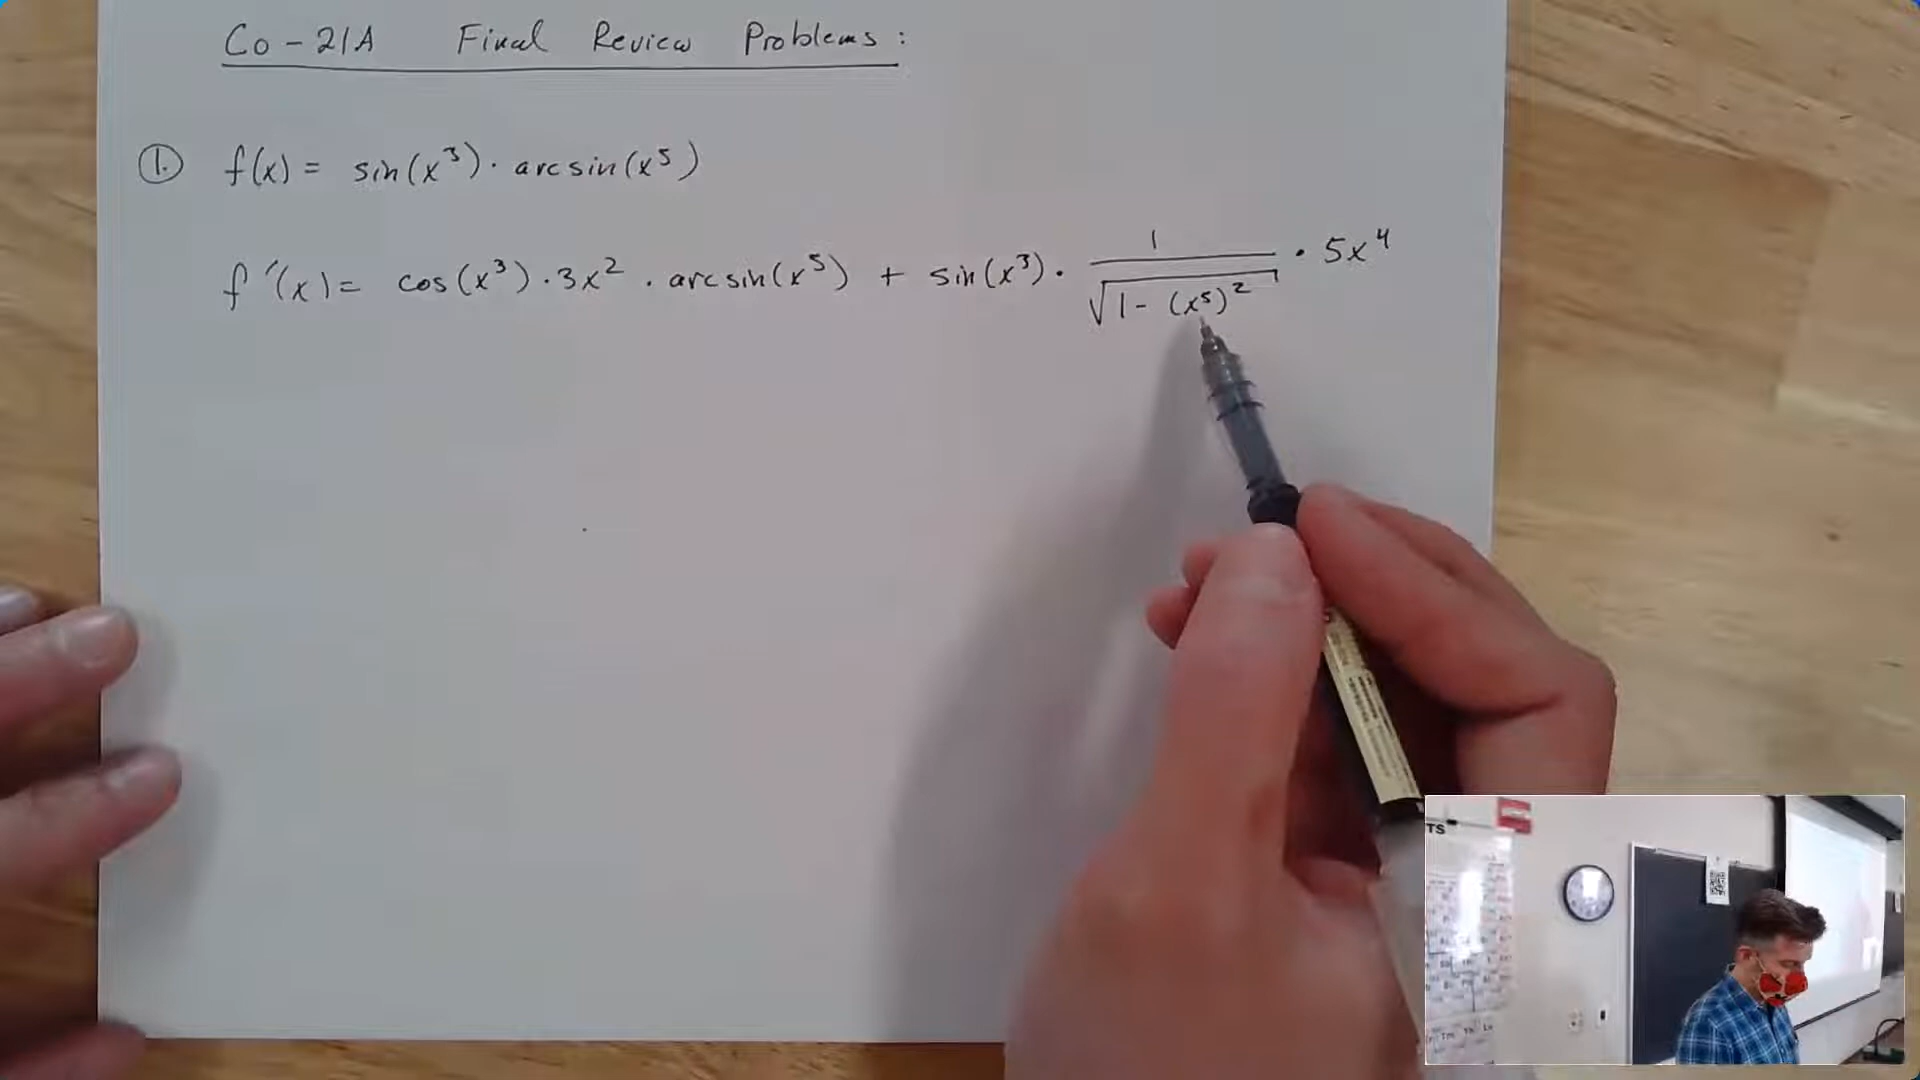 Co-21A Final Review Problems:
1. f(x) = sin(x³) · arcsin(x⁵)
f'(x) = cos(x³) · 3x² · arcsin(x⁵) + sin(x³) · 1/√(1-(x⁵)²) · 5x⁴
TS